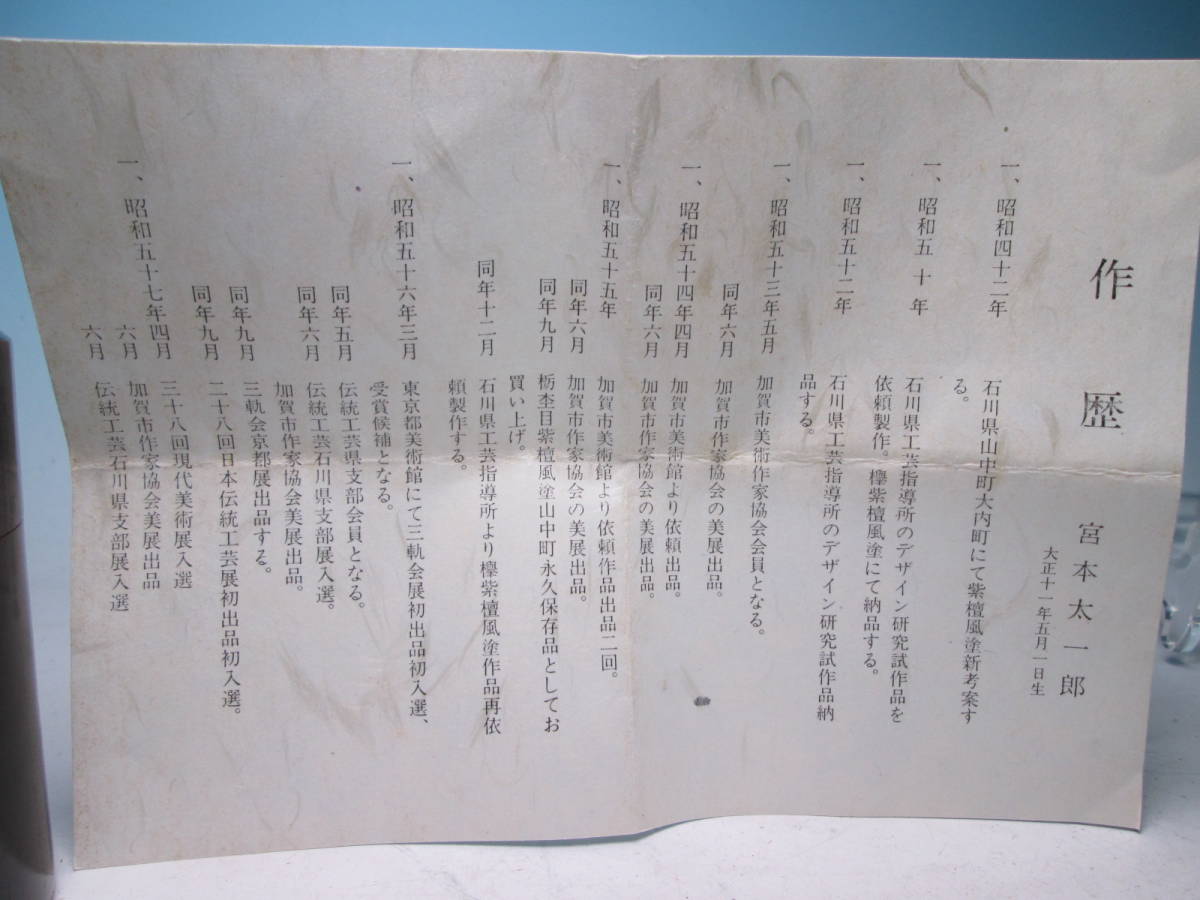 作歴
宮本太一郎
大正十一年五月一日生
一、昭和四十二年　石川県山中町大内町にて紫檀風塗新考案す
る。
一、昭和五十年　石川県工芸指導所のデザイン研究試作品を
依頼製作。欅紫檀風塗にて納品する。
一、昭和五十二年　石川県工芸指導所のデザイン研究試作品納
品する。
一、昭和五十三年五月　加賀市美術作家協会会員となる。
同年六月　加賀市作家協会の美展出品。
一、昭和五十四年四月　加賀市美術館より依頼出品。
同年六月　加賀市作家協会の美展出品。
一、昭和五十五年　加賀市美術館より依頼作品出品二回。
同年六月　加賀市作家協会の美展出品。
同年九月　栃杢目紫檀風塗山中町永久保存品としてお
買い上げ。
同年十二月　石川県工芸指導所より欅紫檀風塗作品再依
頼製作する。
一、昭和五十六年三月　東京都美術館にて三軌会展初出品初入選、
受賞候補となる。
同年五月　伝統工芸県支部会員となる。
同年六月　伝統工芸石川県支部展入選。
加賀市作家協会美展出品。
同年九月　三軌会京都展出品する。
同年九月　二十八回日本伝統工芸展初出品初入選。
一、昭和五十七年四月　三十八回現代美術展入選
六月　加賀市作家協会美展出品
六月　伝統工芸石川県支部展入選